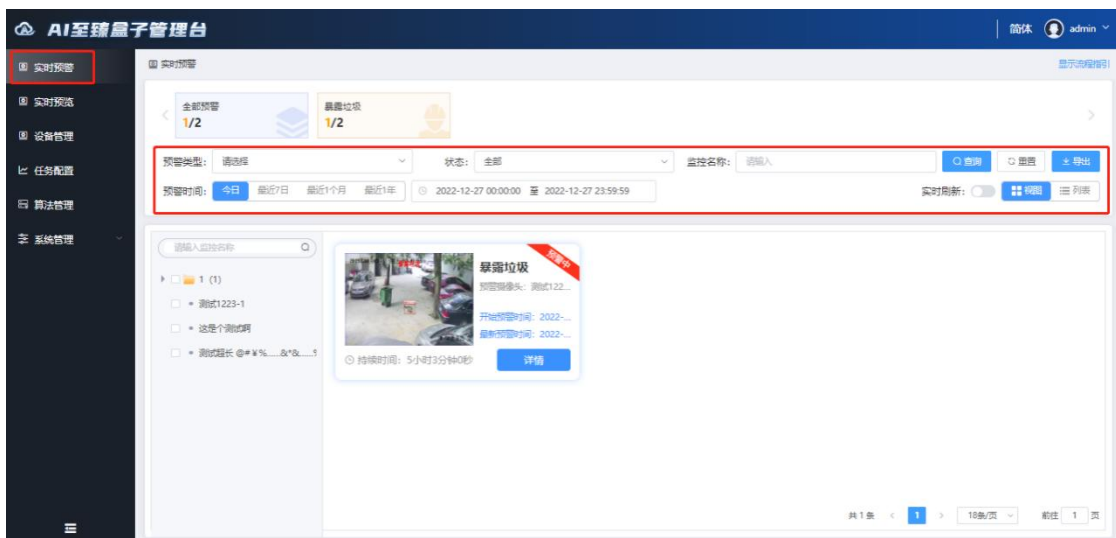 AI至臻盒子管理台
简体 admin
实时预警
实时预览
设备管理
任务配置
算法管理
系统管理
实时预警 显示流程指引
全部预警
1/2
暴露垃圾
1/2
预警类型: 请选择 状态: 全部 监控名称: 请输入 查询 重置 导出
预警时间: 今日 最近7日 最近1个月 最近1年 2022-12-27 00:00:00 至 2022-12-27 23:59:59 实时刷新: 视图 列表
请输入监控名称
1 (1)
测试1223-1
这是个测试啊
测试超长 @#￥%......&*&......
预警中
暴露垃圾
预警摄像头: 测试122...
开始预警时间: 2022-...
最新预警时间: 2022-...
持续时间: 5小时3分钟0秒 详情
共1条 < 1 > 18条/页 前往 1 页